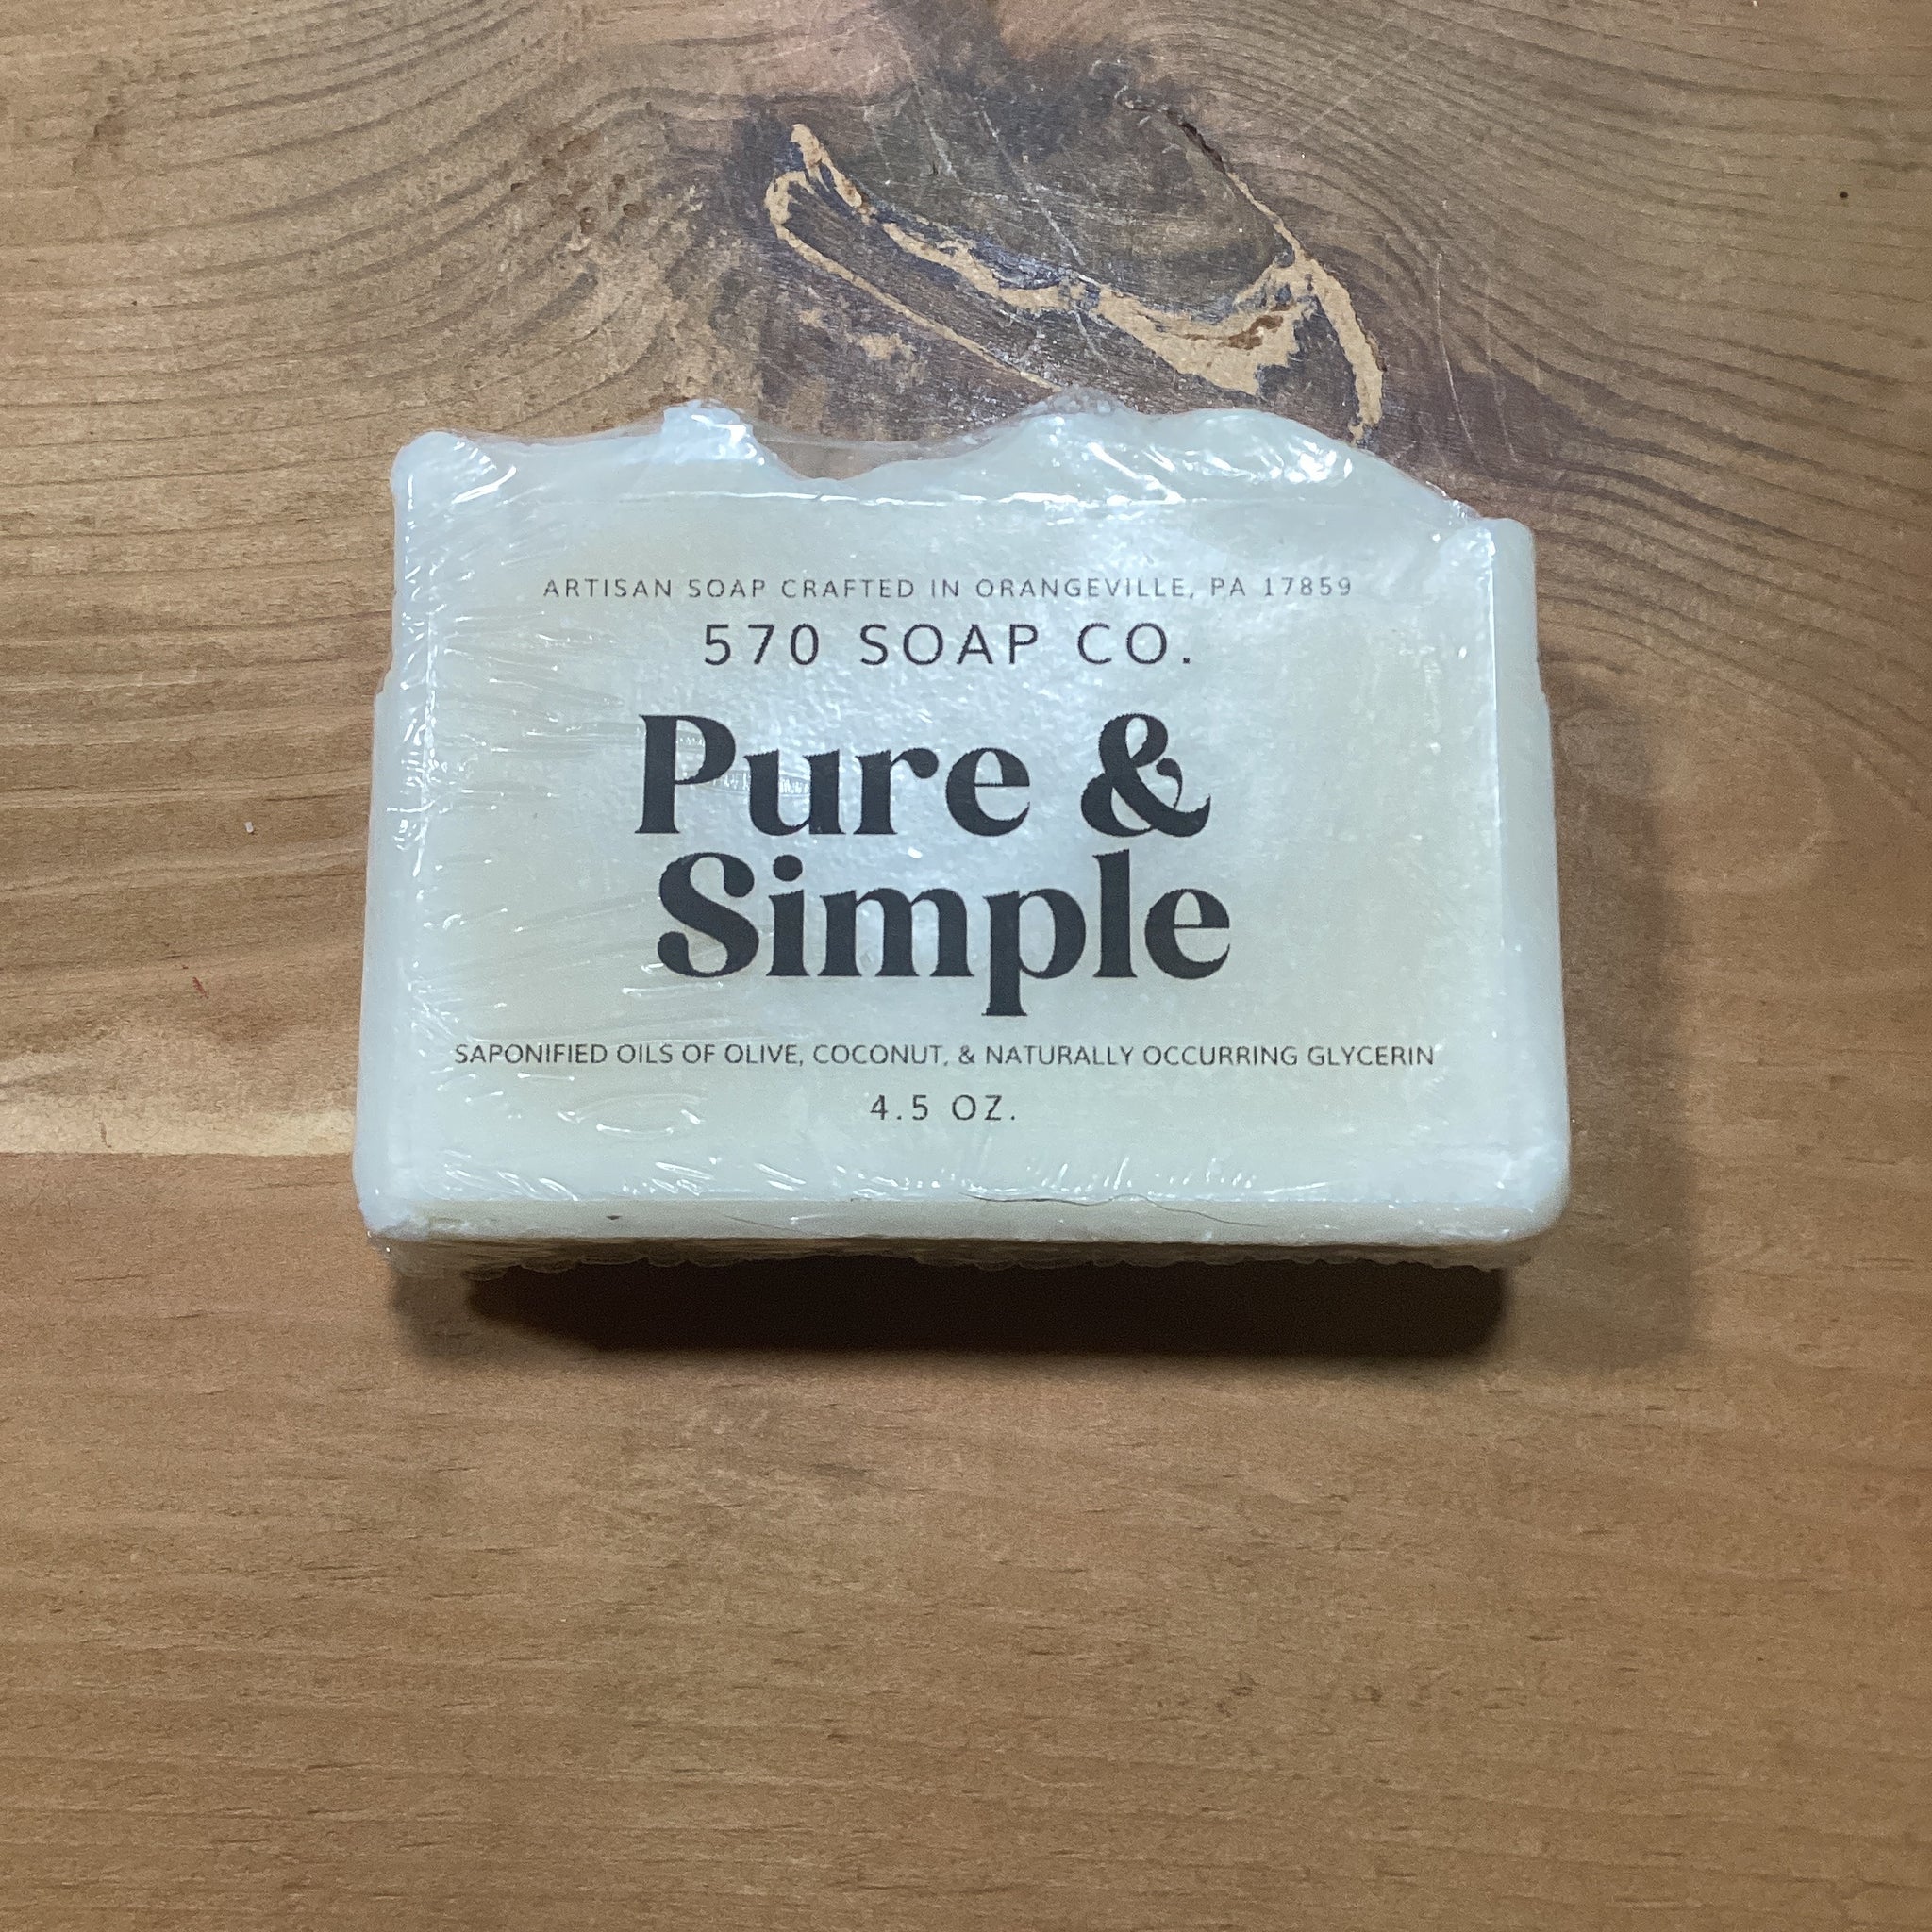 ARTISAN SOAP CRAFTED IN ORANGEVILLE, PA 17859
570 SOAP CO.
Pure &
Simple
SAPONIFIED OILS OF OLIVE, COCONUT, & NATURALLY OCCURRING GLYCERIN
4.5 OZ.